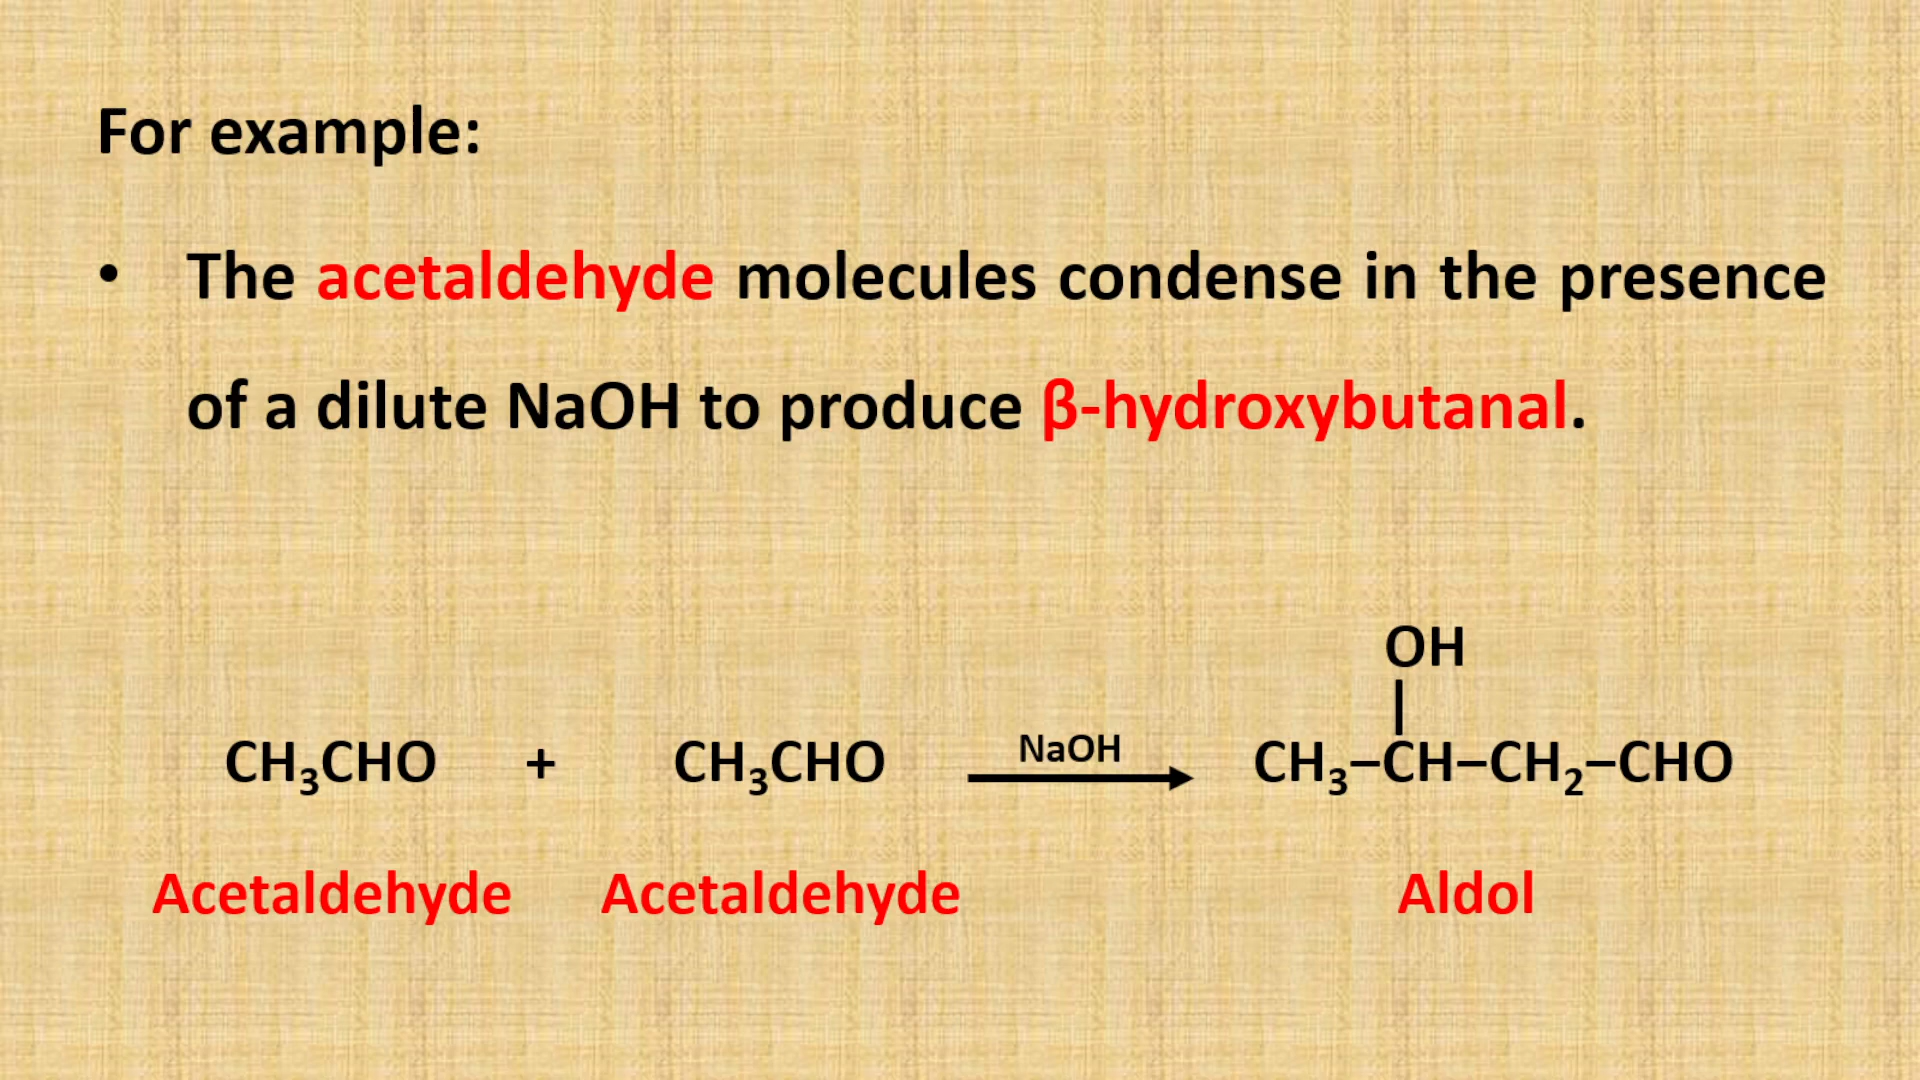 For example:
• The acetaldehyde molecules condense in the presence
of a dilute NaOH to produce β-hydroxybutanal.
OH
|
CH₃CHO + CH₃CHO NaOH CH₃–CH–CH₂–CHO
Acetaldehyde Acetaldehyde Aldol